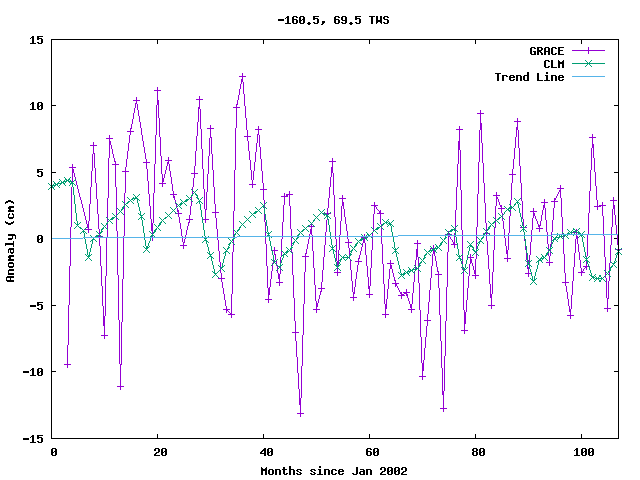 -160.5, 69.5 TWS
GRACE
CLM
Trend Line
15
10
5
0
-5
-10
-15
Anomaly (cm)
0 20 40 60 80 100
Months since Jan 2002